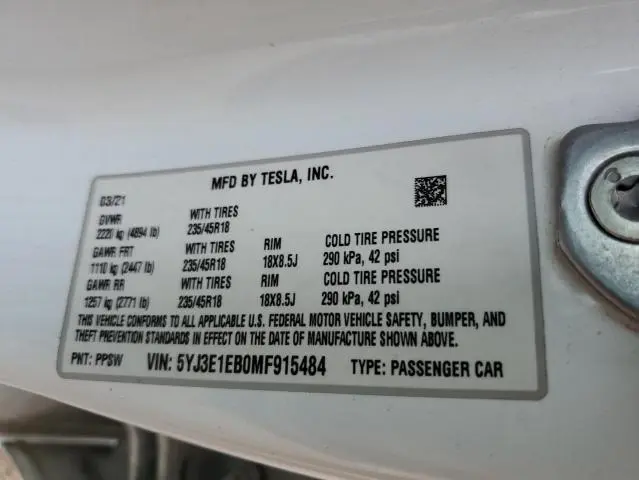 MFD BY TESLA, INC.
03/21
GVWR WITH TIRES
2220 kg (4894 lb) 235/45R18
GAWR FRT WITH TIRES RIM COLD TIRE PRESSURE
1110 kg (2447 lb) 235/45R18 18X8.5J 290 kPa, 42 psi
GAWR RR WITH TIRES RIM COLD TIRE PRESSURE
1257 kg (2771 lb) 235/45R18 18X8.5J 290 kPa, 42 psi
THIS VEHICLE CONFORMS TO ALL APPLICABLE U.S. FEDERAL MOTOR VEHICLE SAFETY, BUMPER, AND
THEFT PREVENTION STANDARDS IN EFFECT ON THE DATE OF MANUFACTURE SHOWN ABOVE.
PNT: PPSW VIN: 5YJ3E1EB0MF915484 TYPE: PASSENGER CAR